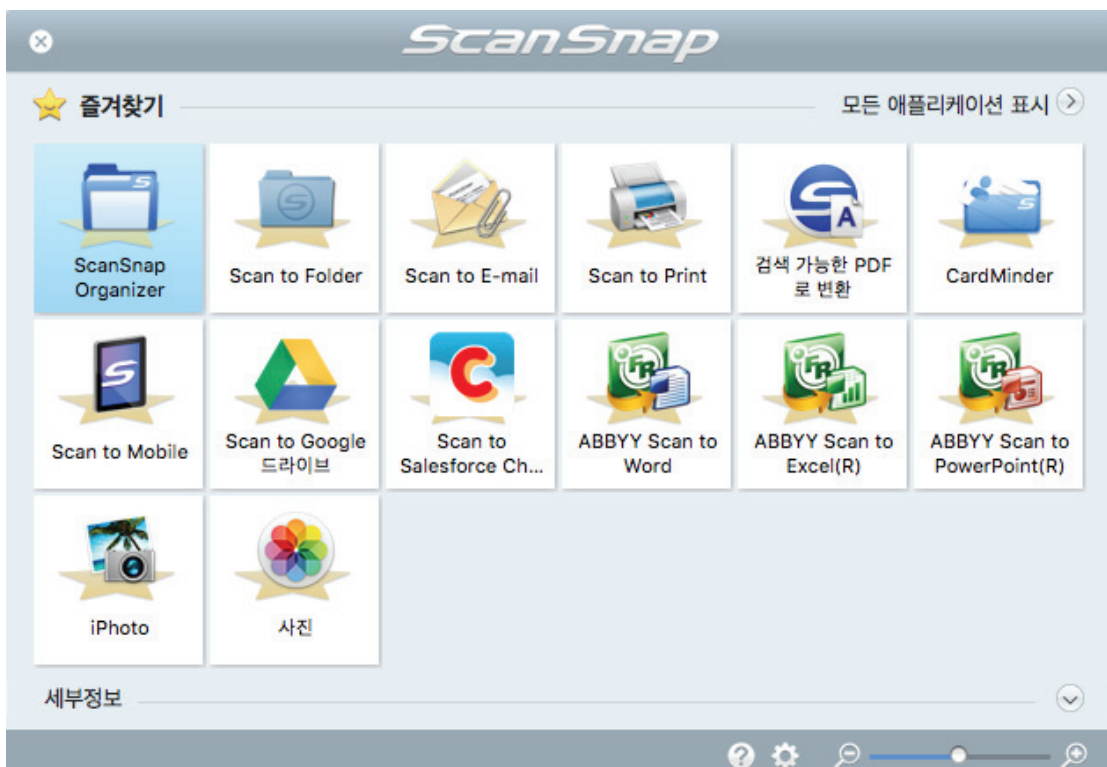 ScanSnap
즐겨찾기
모든 애플리케이션 표시
ScanSnap
Organizer
Scan to Folder
Scan to E-mail
Scan to Print
검색 가능한 PDF
로 변환
CardMinder
Scan to Mobile
Scan to Google
드라이브
Scan to
Salesforce Ch...
ABBYY Scan to
Word
ABBYY Scan to
Excel(R)
ABBYY Scan to
PowerPoint(R)
iPhoto
사진
세부정보